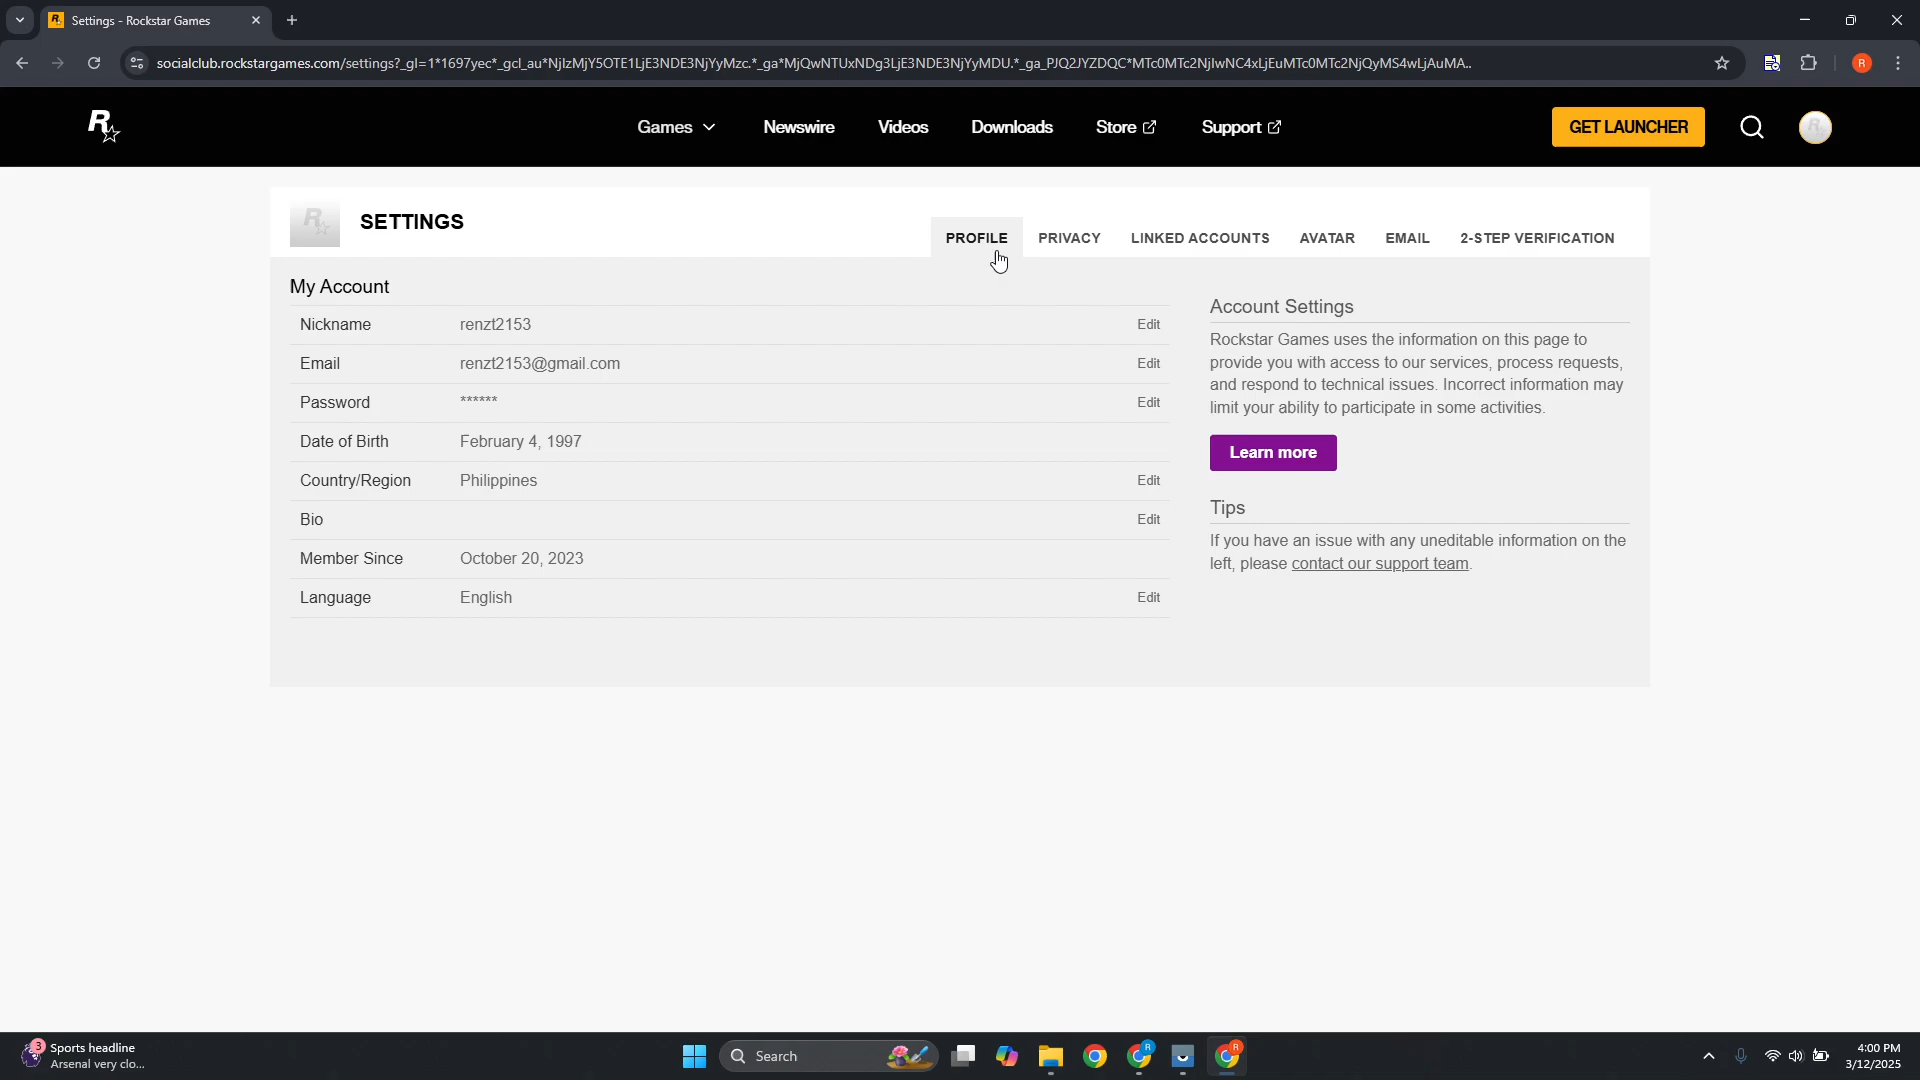 Settings - Rockstar Games
socialclub.rockstargames.com/settings?_gl=1*1697yec*_gcl_au*NjIzMjY5OTE1LjE3NDE3NjYyMzc.*_ga*MjQwNTUxNDg3LjE3NDE3NjYyMDU.*_ga_PJQ2JYZDQC*MTc0MTc2NjIwNC4xLjEuMTc0MTc2NjQyMS4wLjAuMA..
R
Games
Newswire
Videos
Downloads
Store
Support
GET LAUNCHER
SETTINGS
PROFILE
PRIVACY
LINKED ACCOUNTS
AVATAR
EMAIL
2-STEP VERIFICATION
My Account
Nickname renzt2153 Edit
Email renzt2153@gmail.com Edit
Password ****** Edit
Date of Birth February 4, 1997
Country/Region Philippines Edit
Bio Edit
Member Since October 20, 2023
Language English Edit
Account Settings
Rockstar Games uses the information on this page to
provide you with access to our services, process requests,
and respond to technical issues. Incorrect information may
limit your ability to participate in some activities.
Learn more
Tips
If you have an issue with any uneditable information on the
left, please contact our support team.
3
Sports headline
Arsenal very clo...
Search
R
R
4:00 PM
3/12/2025